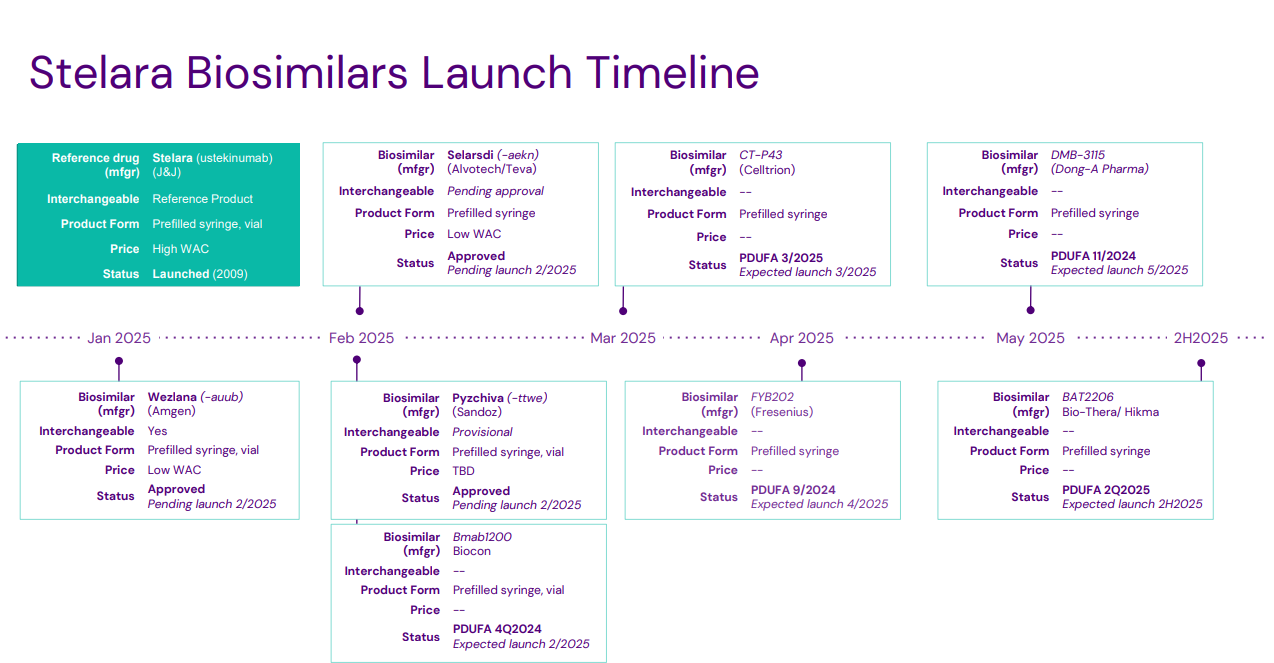 Stelara Biosimilars Launch Timeline
Reference drug (mfgr) Stelara (ustekinumab) (J&J)
Interchangeable Reference Product
Product Form Prefilled syringe, vial
Price High WAC
Status Launched (2009)
Biosimilar (mfgr) Selarsdi (-aekn) (Alvotech/Teva)
Interchangeable Pending approval
Product Form Prefilled syringe
Price Low WAC
Status Approved Pending launch 2/2025
Biosimilar (mfgr) CT-P43 (Celltrion)
Interchangeable --
Product Form Prefilled syringe
Price --
Status PDUFA 3/2025 Expected launch 3/2025
Biosimilar (mfgr) DMB-3115 (Dong-A Pharma)
Interchangeable --
Product Form Prefilled syringe
Price --
Status PDUFA 11/2024 Expected launch 5/2025
Jan 2025 Feb 2025 Mar 2025 Apr 2025 May 2025 2H2025
Biosimilar (mfgr) Wezlana (-auub) (Amgen)
Interchangeable Yes
Product Form Prefilled syringe, vial
Price Low WAC
Status Approved Pending launch 2/2025
Biosimilar (mfgr) Pyzchiva (-ttwe) (Sandoz)
Interchangeable Provisional
Product Form Prefilled syringe, vial
Price TBD
Status Approved Pending launch 2/2025
Biosimilar (mfgr) FYB202 (Fresenius)
Interchangeable --
Product Form Prefilled syringe
Price --
Status PDUFA 9/2024 Expected launch 4/2025
Biosimilar (mfgr) BAT2206 Bio-Thera/ Hikma
Interchangeable --
Product Form Prefilled syringe
Price --
Status PDUFA 2Q2025 Expected launch 2H2025
Biosimilar (mfgr) Bmab1200 Biocon
Interchangeable --
Product Form Prefilled syringe, vial
Price --
Status PDUFA 4Q2024 Expected launch 2/2025